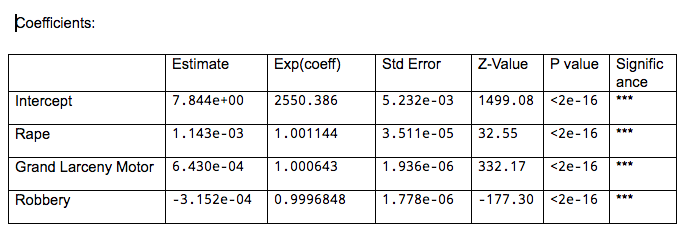 Coefficients:
Estimate Exp(coeff) Std Error Z-Value P value Signific
ance
Intercept 7.844e+00 2550.386 5.232e-03 1499.08 <2e-16 ***
Rape 1.143e-03 1.001144 3.511e-05 32.55 <2e-16 ***
Grand Larceny Motor 6.430e-04 1.000643 1.936e-06 332.17 <2e-16 ***
Robbery -3.152e-04 0.9996848 1.778e-06 -177.30 <2e-16 ***